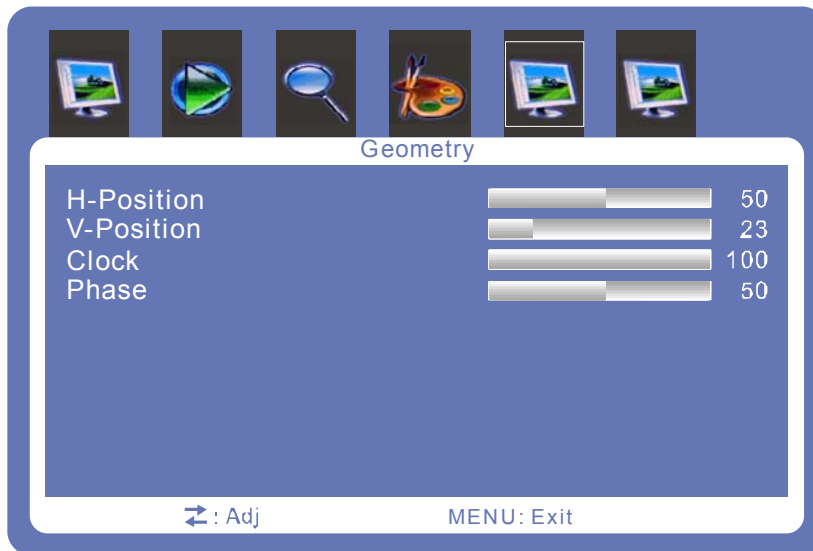 Geometry
H-Position 50
V-Position 23
Clock 100
Phase 50
⇄ : Adj MENU: Exit